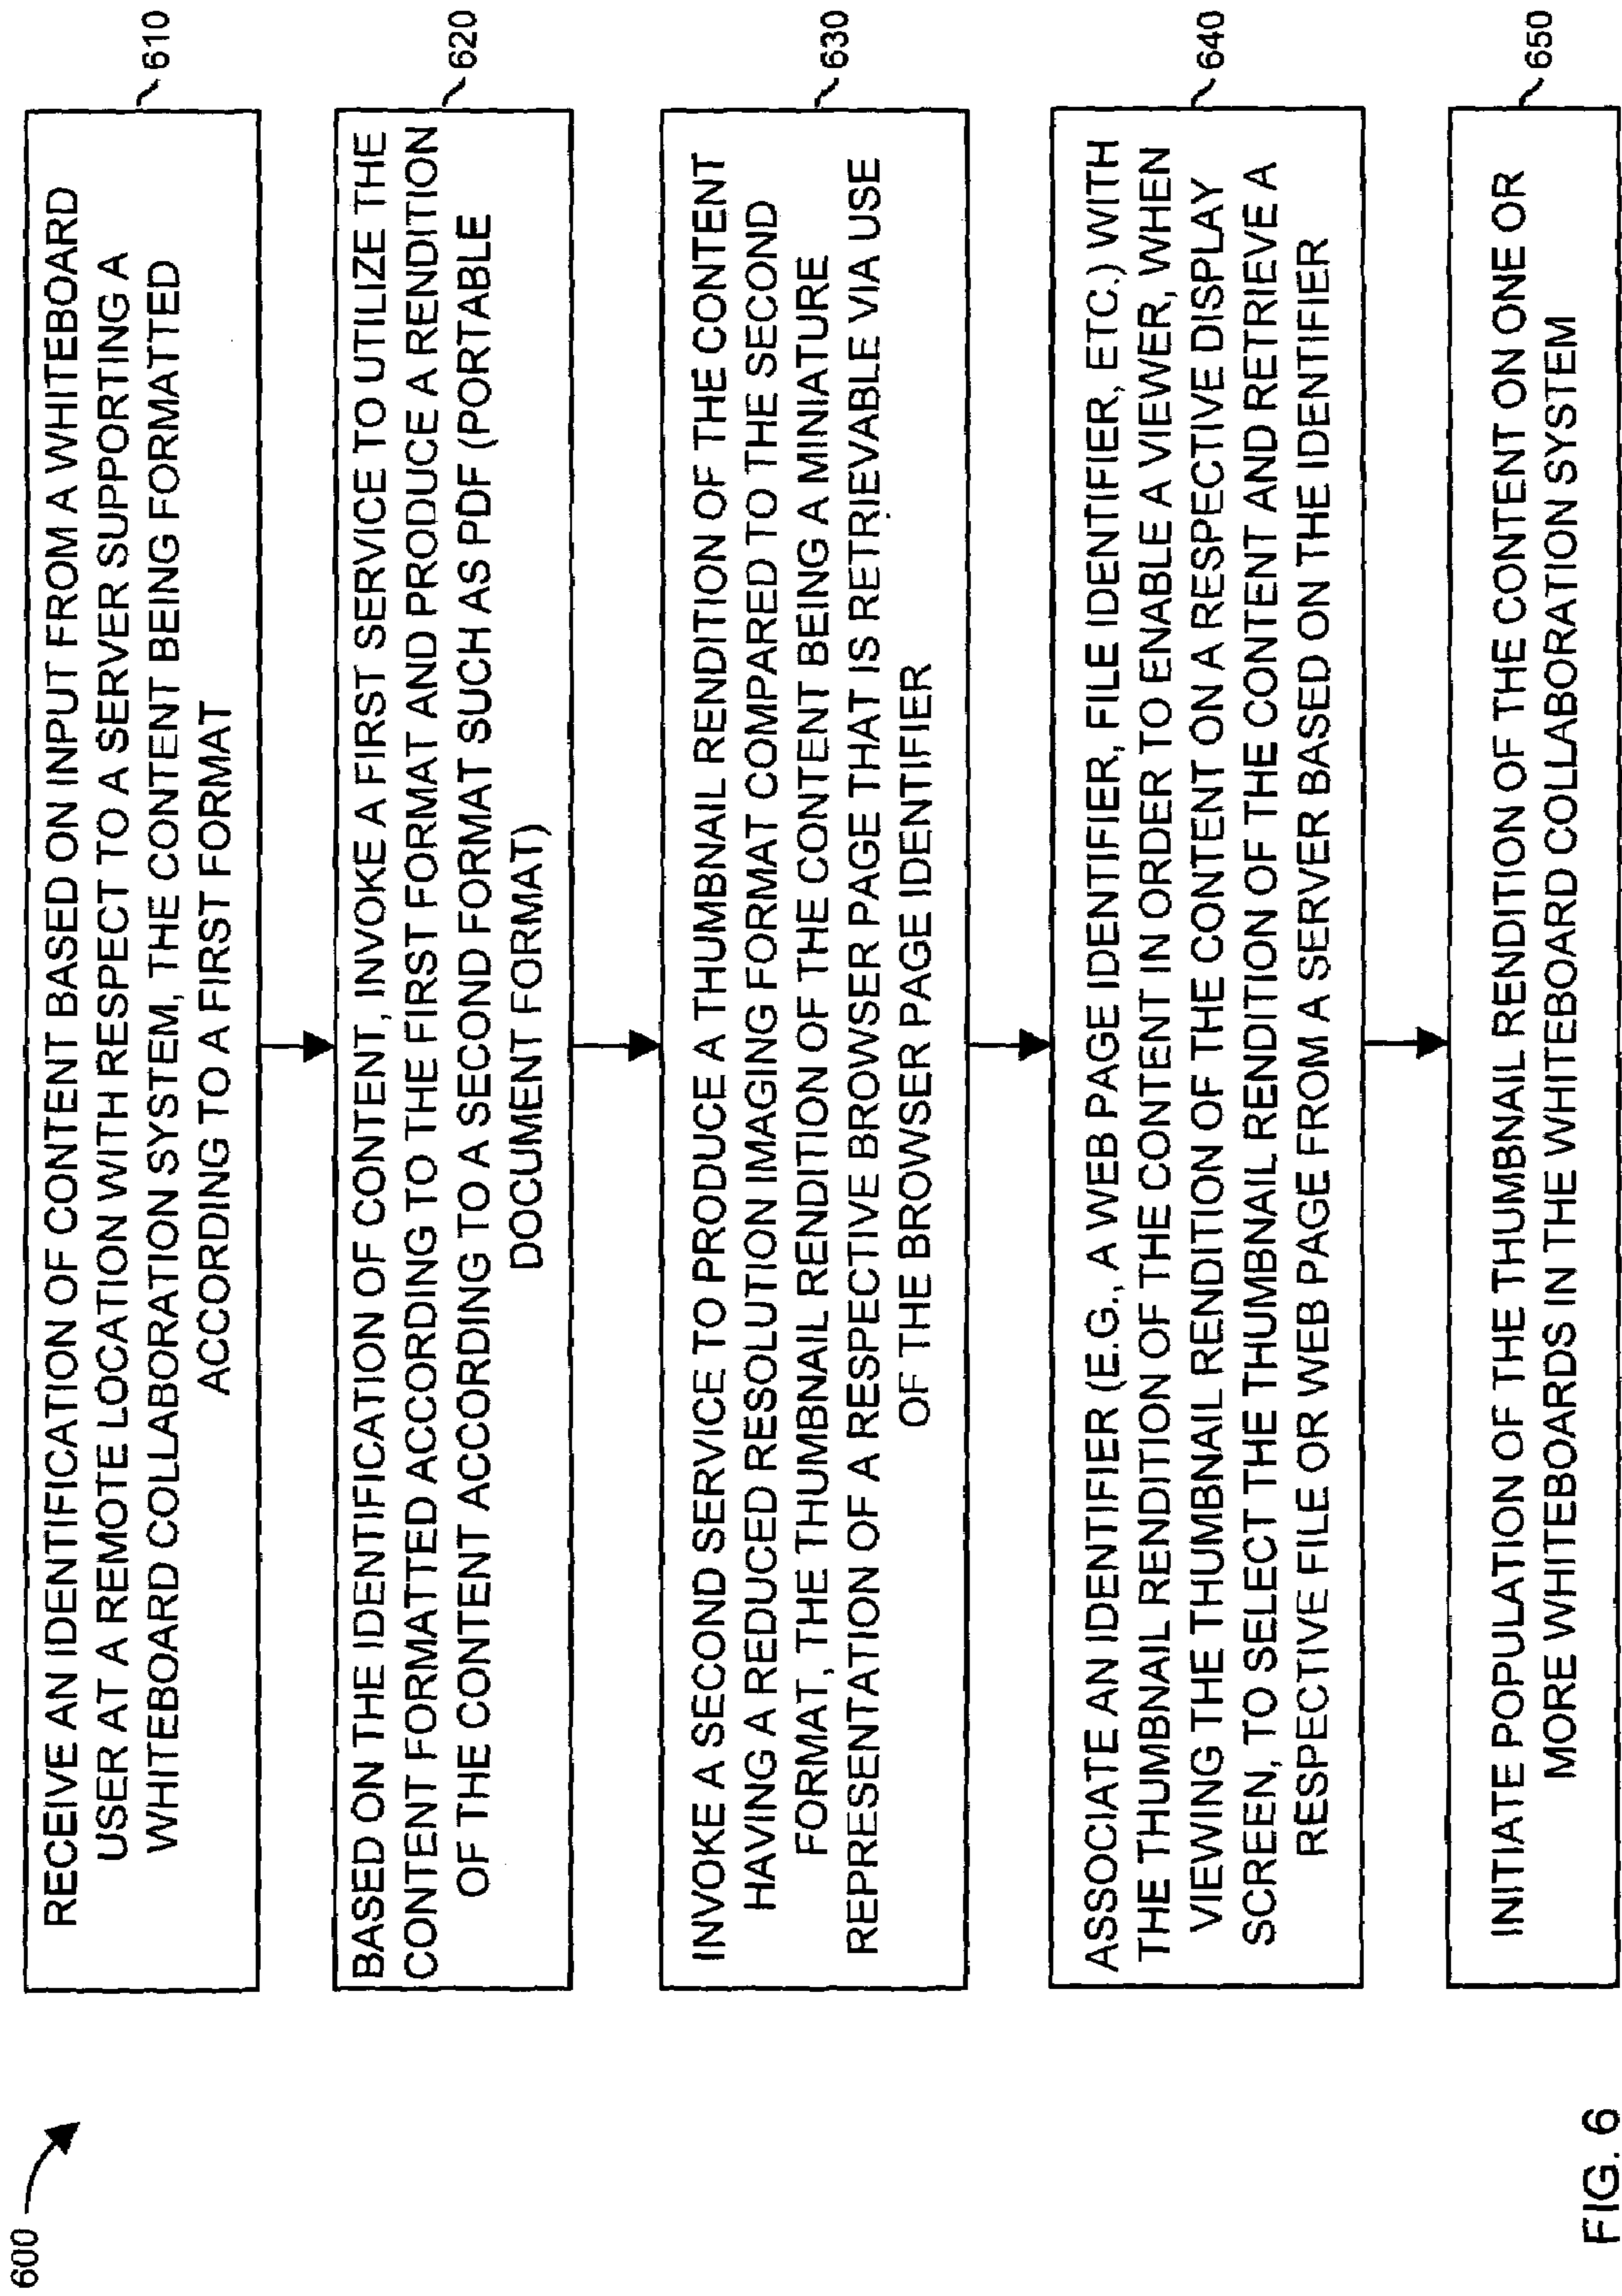 600
RECEIVE AN IDENTIFICATION OF CONTENT BASED ON INPUT FROM A WHITEBOARD
USER AT A REMOTE LOCATION WITH RESPECT TO A SERVER SUPPORTING A
WHITEBOARD COLLABORATION SYSTEM, THE CONTENT BEING FORMATTED
ACCORDING TO A FIRST FORMAT
610
BASED ON THE IDENTIFICATION OF CONTENT, INVOKE A FIRST SERVICE TO UTILIZE THE
CONTENT FORMATTED ACCORDING TO THE FIRST FORMAT AND PRODUCE A RENDITION
OF THE CONTENT ACCORDING TO A SECOND FORMAT SUCH AS PDF (PORTABLE
DOCUMENT FORMAT)
620
INVOKE A SECOND SERVICE TO PRODUCE A THUMBNAIL RENDITION OF THE CONTENT
HAVING A REDUCED RESOLUTION IMAGING FORMAT COMPARED TO THE SECOND
FORMAT, THE THUMBNAIL RENDITION OF THE CONTENT BEING A MINIATURE
REPRESENTATION OF A RESPECTIVE BROWSER PAGE THAT IS RETRIEVABLE VIA USE
OF THE BROWSER PAGE IDENTIFIER
630
ASSOCIATE AN IDENTIFIER (E.G., A WEB PAGE IDENTIFIER, FILE IDENTIFIER, ETC.) WITH
THE THUMBNAIL RENDITION OF THE CONTENT IN ORDER TO ENABLE A VIEWER, WHEN
VIEWING THE THUMBNAIL RENDITION OF THE CONTENT ON A RESPECTIVE DISPLAY
SCREEN, TO SELECT THE THUMBNAIL RENDITION OF THE CONTENT AND RETRIEVE A
RESPECTIVE FILE OR WEB PAGE FROM A SERVER BASED ON THE IDENTIFIER
640
INITIATE POPULATION OF THE THUMBNAIL RENDITION OF THE CONTENT ON ONE OR
MORE WHITEBOARDS IN THE WHITEBOARD COLLABORATION SYSTEM
650
FIG. 6